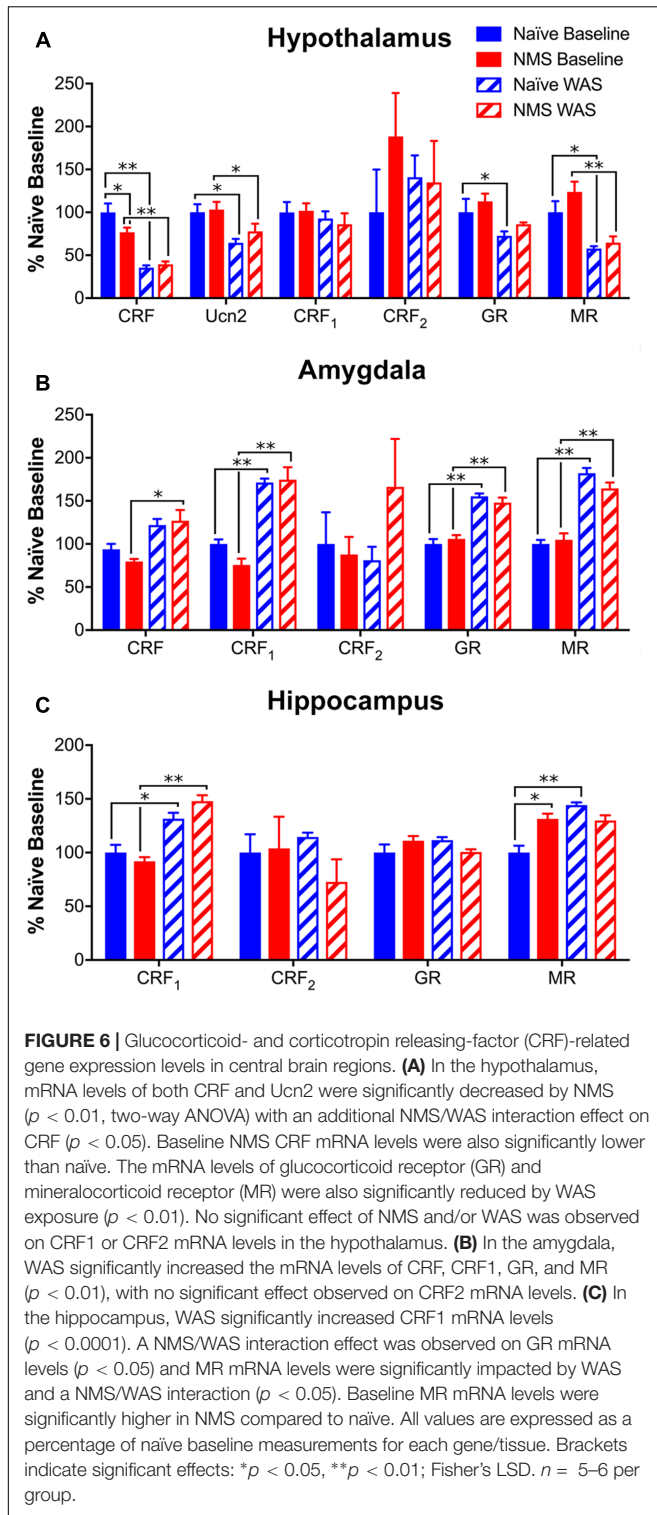 A
Hypothalamus
Naïve Baseline
NMS Baseline
Naïve WAS
NMS WAS
% Naïve Baseline
250
200
150
100
50
0
** * ** * * * * **
CRF Ucn2 CRF1 CRF2 GR MR
B
Amygdala
% Naïve Baseline
250
200
150
100
50
0
* ** ** ** ** ** **
CRF CRF1 CRF2 GR MR
C
Hippocampus
% Naïve Baseline
200
150
100
50
0
* ** * **
CRF1 CRF2 GR MR
FIGURE 6 | Glucocorticoid- and corticotropin releasing-factor (CRF)-related
gene expression levels in central brain regions. (A) In the hypothalamus,
mRNA levels of both CRF and Ucn2 were significantly decreased by NMS
(p < 0.01, two-way ANOVA) with an additional NMS/WAS interaction effect on
CRF (p < 0.05). Baseline NMS CRF mRNA levels were also significantly lower
than naïve. The mRNA levels of glucocorticoid receptor (GR) and
mineralocorticoid receptor (MR) were also significantly reduced by WAS
exposure (p < 0.01). No significant effect of NMS and/or WAS was observed
on CRF1 or CRF2 mRNA levels in the hypothalamus. (B) In the amygdala,
WAS significantly increased the mRNA levels of CRF, CRF1, GR, and MR
(p < 0.01), with no significant effect observed on CRF2 mRNA levels. (C) In
the hippocampus, WAS significantly increased CRF1 mRNA levels
(p < 0.0001). A NMS/WAS interaction effect was observed on GR mRNA
levels (p < 0.05) and MR mRNA levels were significantly impacted by WAS
and a NMS/WAS interaction (p < 0.05). Baseline MR mRNA levels were
significantly higher in NMS compared to naïve. All values are expressed as a
percentage of naïve baseline measurements for each gene/tissue. Brackets
indicate significant effects: *p < 0.05, **p < 0.01; Fisher's LSD. n = 5–6 per
group.